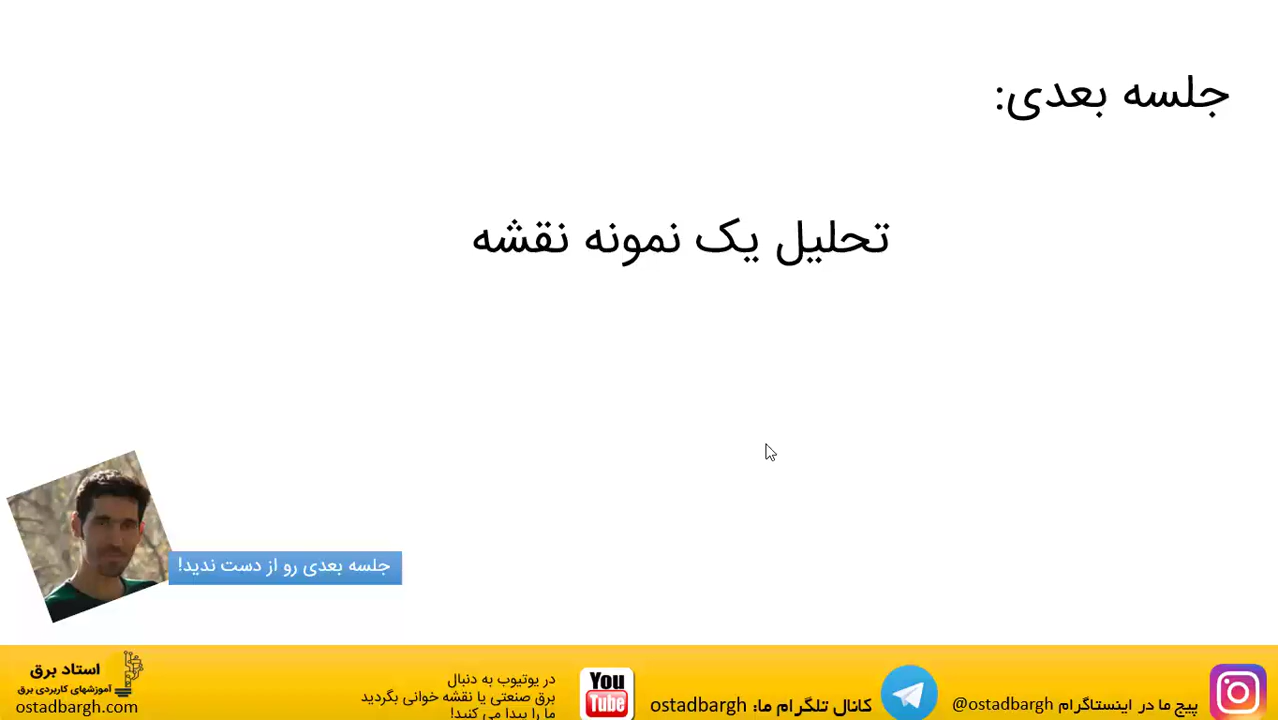 جلسه بعدی:
تحلیل یک نمونه نقشه
جلسه بعدی رو از دست ندید!
پیج ما در اینستاگرام @ostadbargh
کانال تلگرام ما: ostadbargh
You
Tube
در یوتیوب به دنبال
برق صنعتی یا نقشه خوانی بگردید
ما را پیدا می کنید!
استاد برق
آموزشهای کاربردی برق
ostadbargh.com